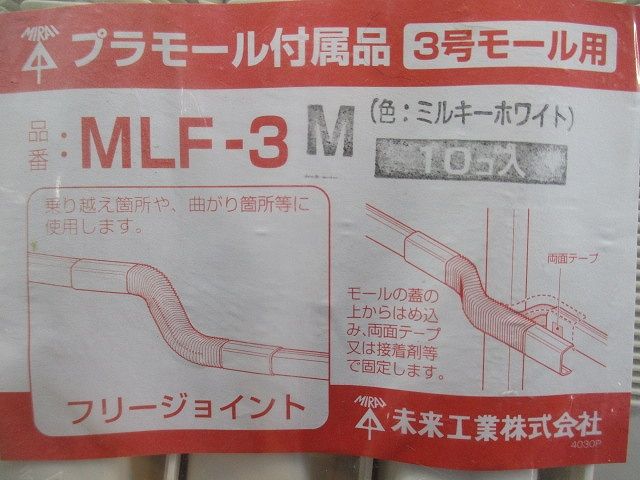 MIRAI プラモール付属品 3号モール用
品番: MLF-3 M (色:ミルキーホワイト)
10コ入
乗り越え箇所や、曲がり箇所等に
使用します。
フリージョイント
両面テープ
モールの蓋の
上からはめ込
み、両面テープ
又は接着剤等
で固定します。
MIRAI 未来工業株式会社
4030P